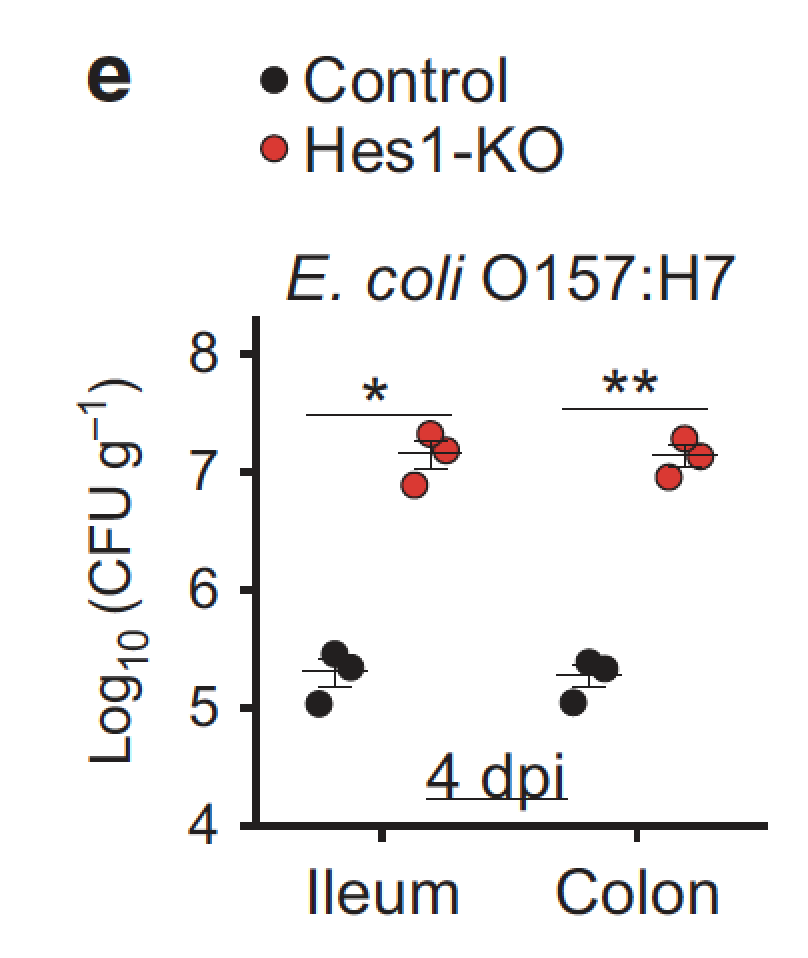 e
Control
Hes1-KO
E. coli O157:H7
Log10 (CFU g−1)
8
* **
7
6
5
4 dpi
4
Ileum Colon